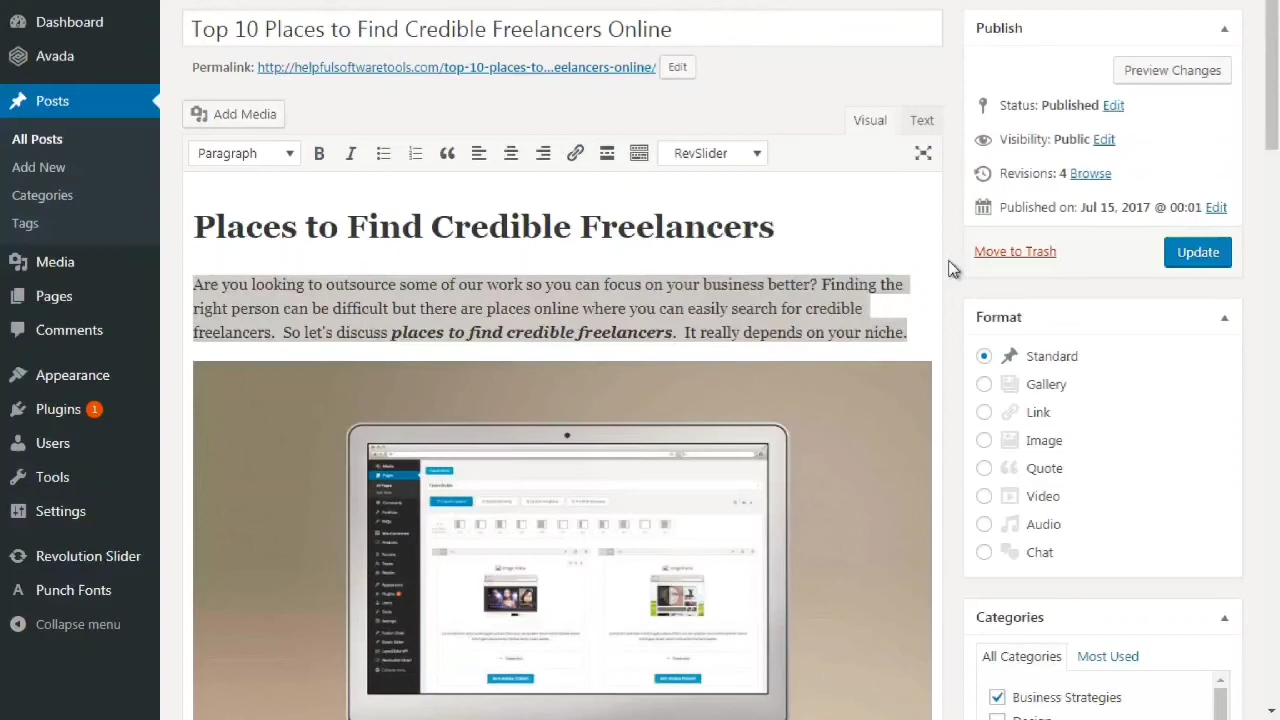 Dashboard
Avada
Posts
All Posts
Add New
Categories
Tags
Media
Pages
Comments
Appearance
Plugins 1
Users
Tools
Settings
Revolution Slider
Punch Fonts
Collapse menu
Top 10 Places to Find Credible Freelancers Online
Permalink: http://helpfulsoftwaretools.com/top-10-places-to...eelancers-online/ Edit
Add Media
Visual Text
Paragraph B I RevSlider
Places to Find Credible Freelancers
Are you looking to outsource some of our work so you can focus on your business better? Finding the
right person can be difficult but there are places online where you can easily search for credible
freelancers. So let's discuss places to find credible freelancers. It really depends on your niche.
Publish
Preview Changes
Status: Published Edit
Visibility: Public Edit
Revisions: 4 Browse
Published on: Jul 15, 2017 @ 00:01 Edit
Move to Trash Update
Format
Standard
Gallery
Link
Image
Quote
Video
Audio
Chat
Categories
All Categories Most Used
Business Strategies